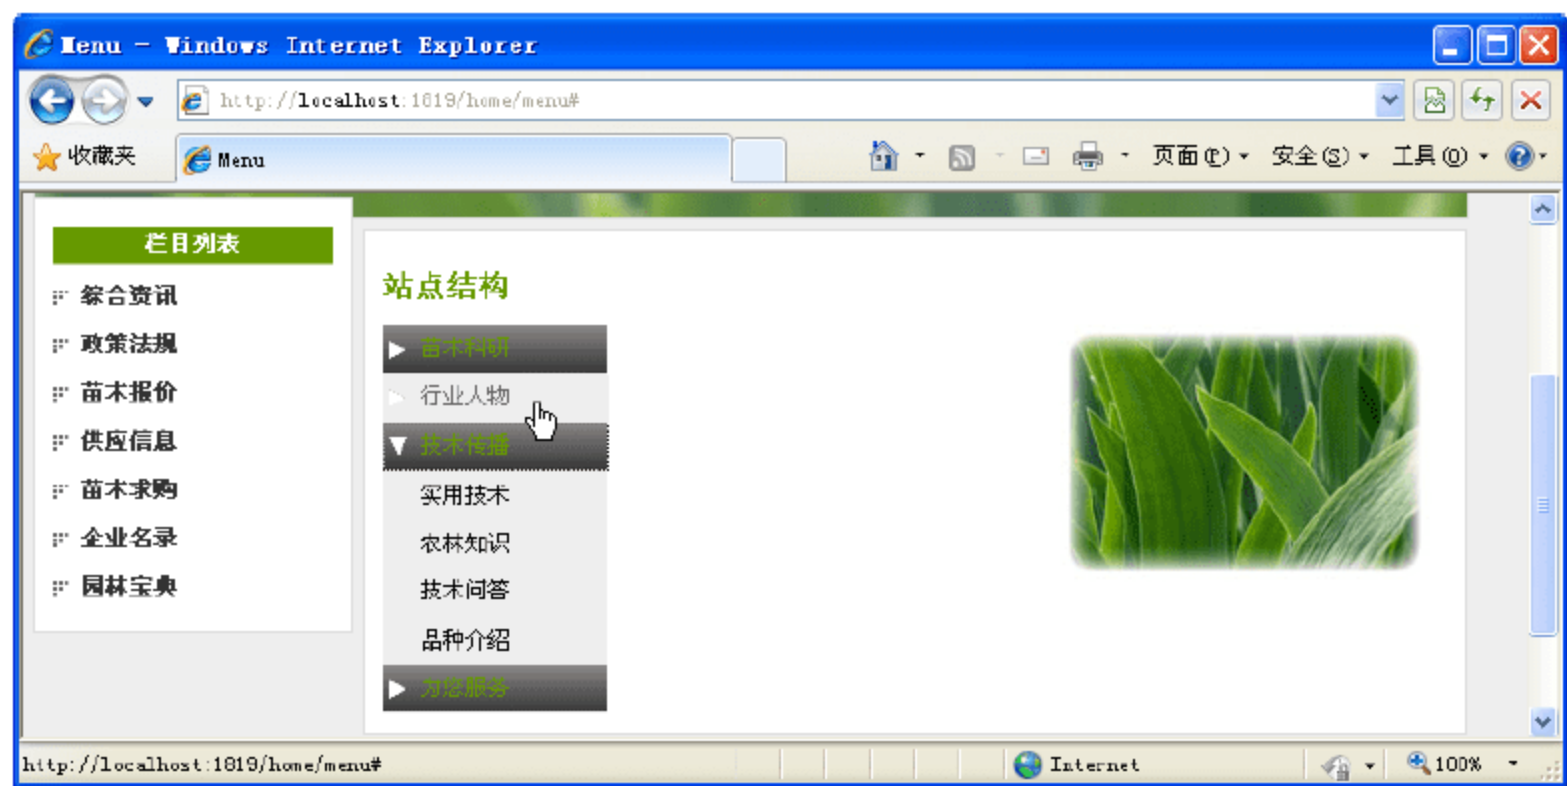 Menu - Windows Internet Explorer
http://localhost:1819/home/menu#
收藏夹
Menu
页面(P)
安全(S)
工具(O)
栏目列表
综合资讯
政策法规
苗木报价
供应信息
苗木求购
企业名录
园林宝典
站点结构
苗木科研
行业人物
技术传播
实用技术
农林知识
技术问答
品种介绍
为您服务
http://localhost:1819/home/menu#
Internet
100%